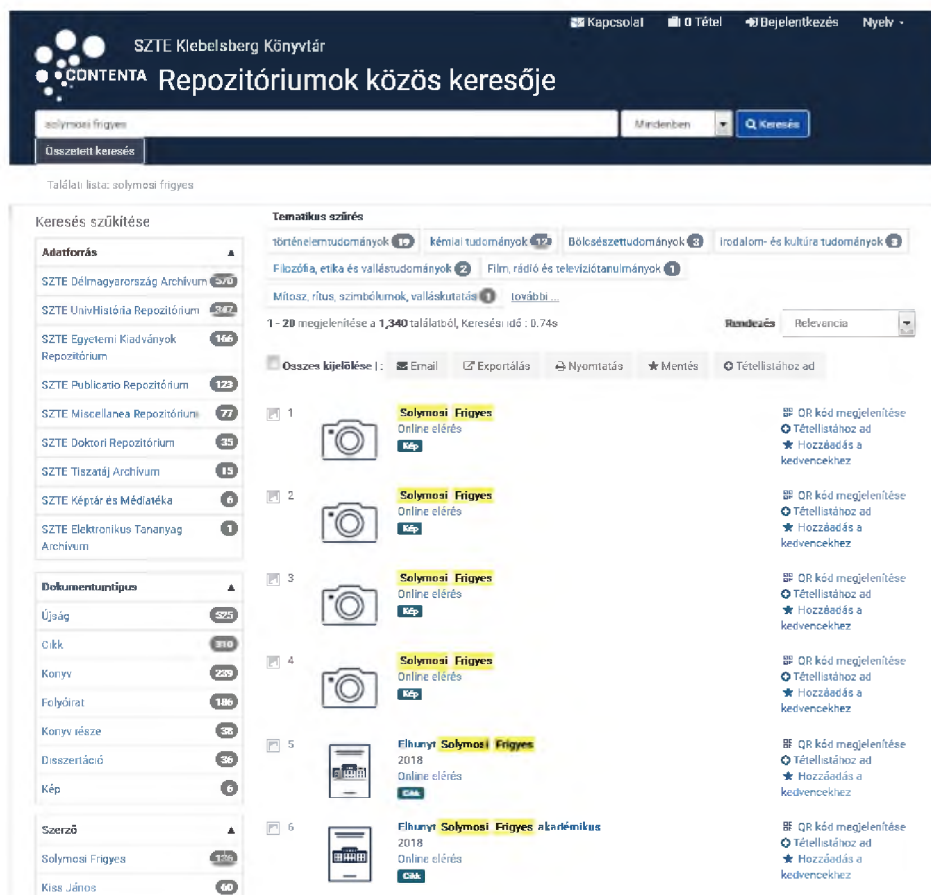 Kapcsolat 0 Tétel Bejelentkezés Nyelv
SZTE Klebelsberg Könyvtár
CONTENTA Repozitóriumok közös keresője
solymosi frigyes Mindenben Keresés
Összetett keresés
Találati lista: solymosi frigyes
Keresés szűkítése
Adatforrás
SZTE Délmagyarország Archívum 570
SZTE UnivHistória Repozitórium 347
SZTE Egyetemi Kiadványok 166
Repozitórium
SZTE Publicatio Repozitórium 123
SZTE Miscellanea Repozitórium 77
SZTE Doktori Repozitórium 35
SZTE Tiszatáj Archívum 15
SZTE Képtár és Médiatéka 6
SZTE Elektronikus Tananyag 1
Archívum
Dokumentumtípus
Újság 525
Cikk 310
Könyv 239
Folyóirat 186
Könyv része 38
Disszertáció 36
Kép 6
Szerző
Solymosi Frigyes 136
Kiss János 60
Tematikus szűrés
történelemtudományok 19 kémiai tudományok 12 Bölcsészettudományok 3 irodalom- és kultúratudományok 3
Filozófia, etika és vallástudományok 2 Film, rádió és televíziótanulmányok 1
Mítosz, rítus, szimbólumok, valláskutatás 1 további ...
1 - 20 megjelenítése a 1,340 találatból, Keresési idő : 0.74s Rendezés Relevancia
Összes kijelölése | : Email Exportálás Nyomtatás Mentés Tétellistához ad
1 Solymosi Frigyes QR kód megjelenítése
Online elérés Tétellistához ad
Kép Hozzáadás a
kedvencekhez
2 Solymosi Frigyes QR kód megjelenítése
Online elérés Tétellistához ad
Kép Hozzáadás a
kedvencekhez
3 Solymosi Frigyes QR kód megjelenítése
Online elérés Tétellistához ad
Kép Hozzáadás a
kedvencekhez
4 Solymosi Frigyes QR kód megjelenítése
Online elérés Tétellistához ad
Kép Hozzáadás a
kedvencekhez
5 Elhunyt Solymosi Frigyes QR kód megjelenítése
2018 Tétellistához ad
Online elérés Hozzáadás a
Cikk kedvencekhez
6 Elhunyt Solymosi Frigyes akadémikus QR kód megjelenítése
2018 Tétellistához ad
Online elérés Hozzáadás a
Cikk kedvencekhez